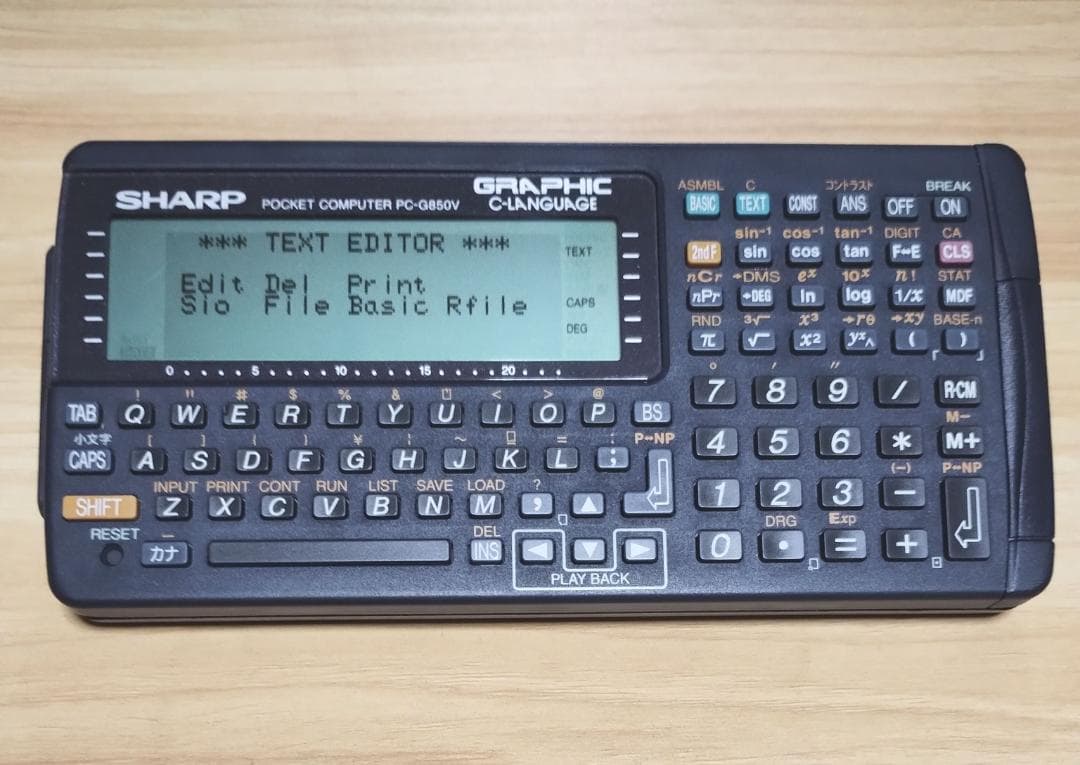 SHARP POCKET COMPUTER PC-G850V GRAPHIC C-LANGUAGE
*** TEXT EDITOR *** TEXT
Edit Del Print
Sio File Basic Rfile CAPS
DEG
0 5 10 15 20
ASMBL C コントラスト BREAK
BASIC TEXT CONST ANS OFF ON
sin⁻¹ cos⁻¹ tan⁻¹ DIGIT CA
2ndF sin cos tan F↔E CLS
nCr →DMS eˣ 10ˣ n! STAT
nPr →DEG ln log 1/x MDF
RND ³√ x³ →rθ →xy BASE-n
π √ x² yˣ^ ( )
° ′ ″
7 8 9 / R·CM
M−
4 5 6 * M+
(−) P↔NP
1 2 3 −
DRG Exp
0 • = +
! " # $ % & < > @
TAB Q W E R T Y U I O P BS
小文字 [ ] { } ¥ ¦ ~ = : P↔NP
CAPS A S D F G H J K L ;
INPUT PRINT CONT RUN LIST SAVE LOAD ?
SHIFT Z X C V B N M , ▲
RESET DEL
カナ INS ◀ ▼ ▶
PLAY BACK